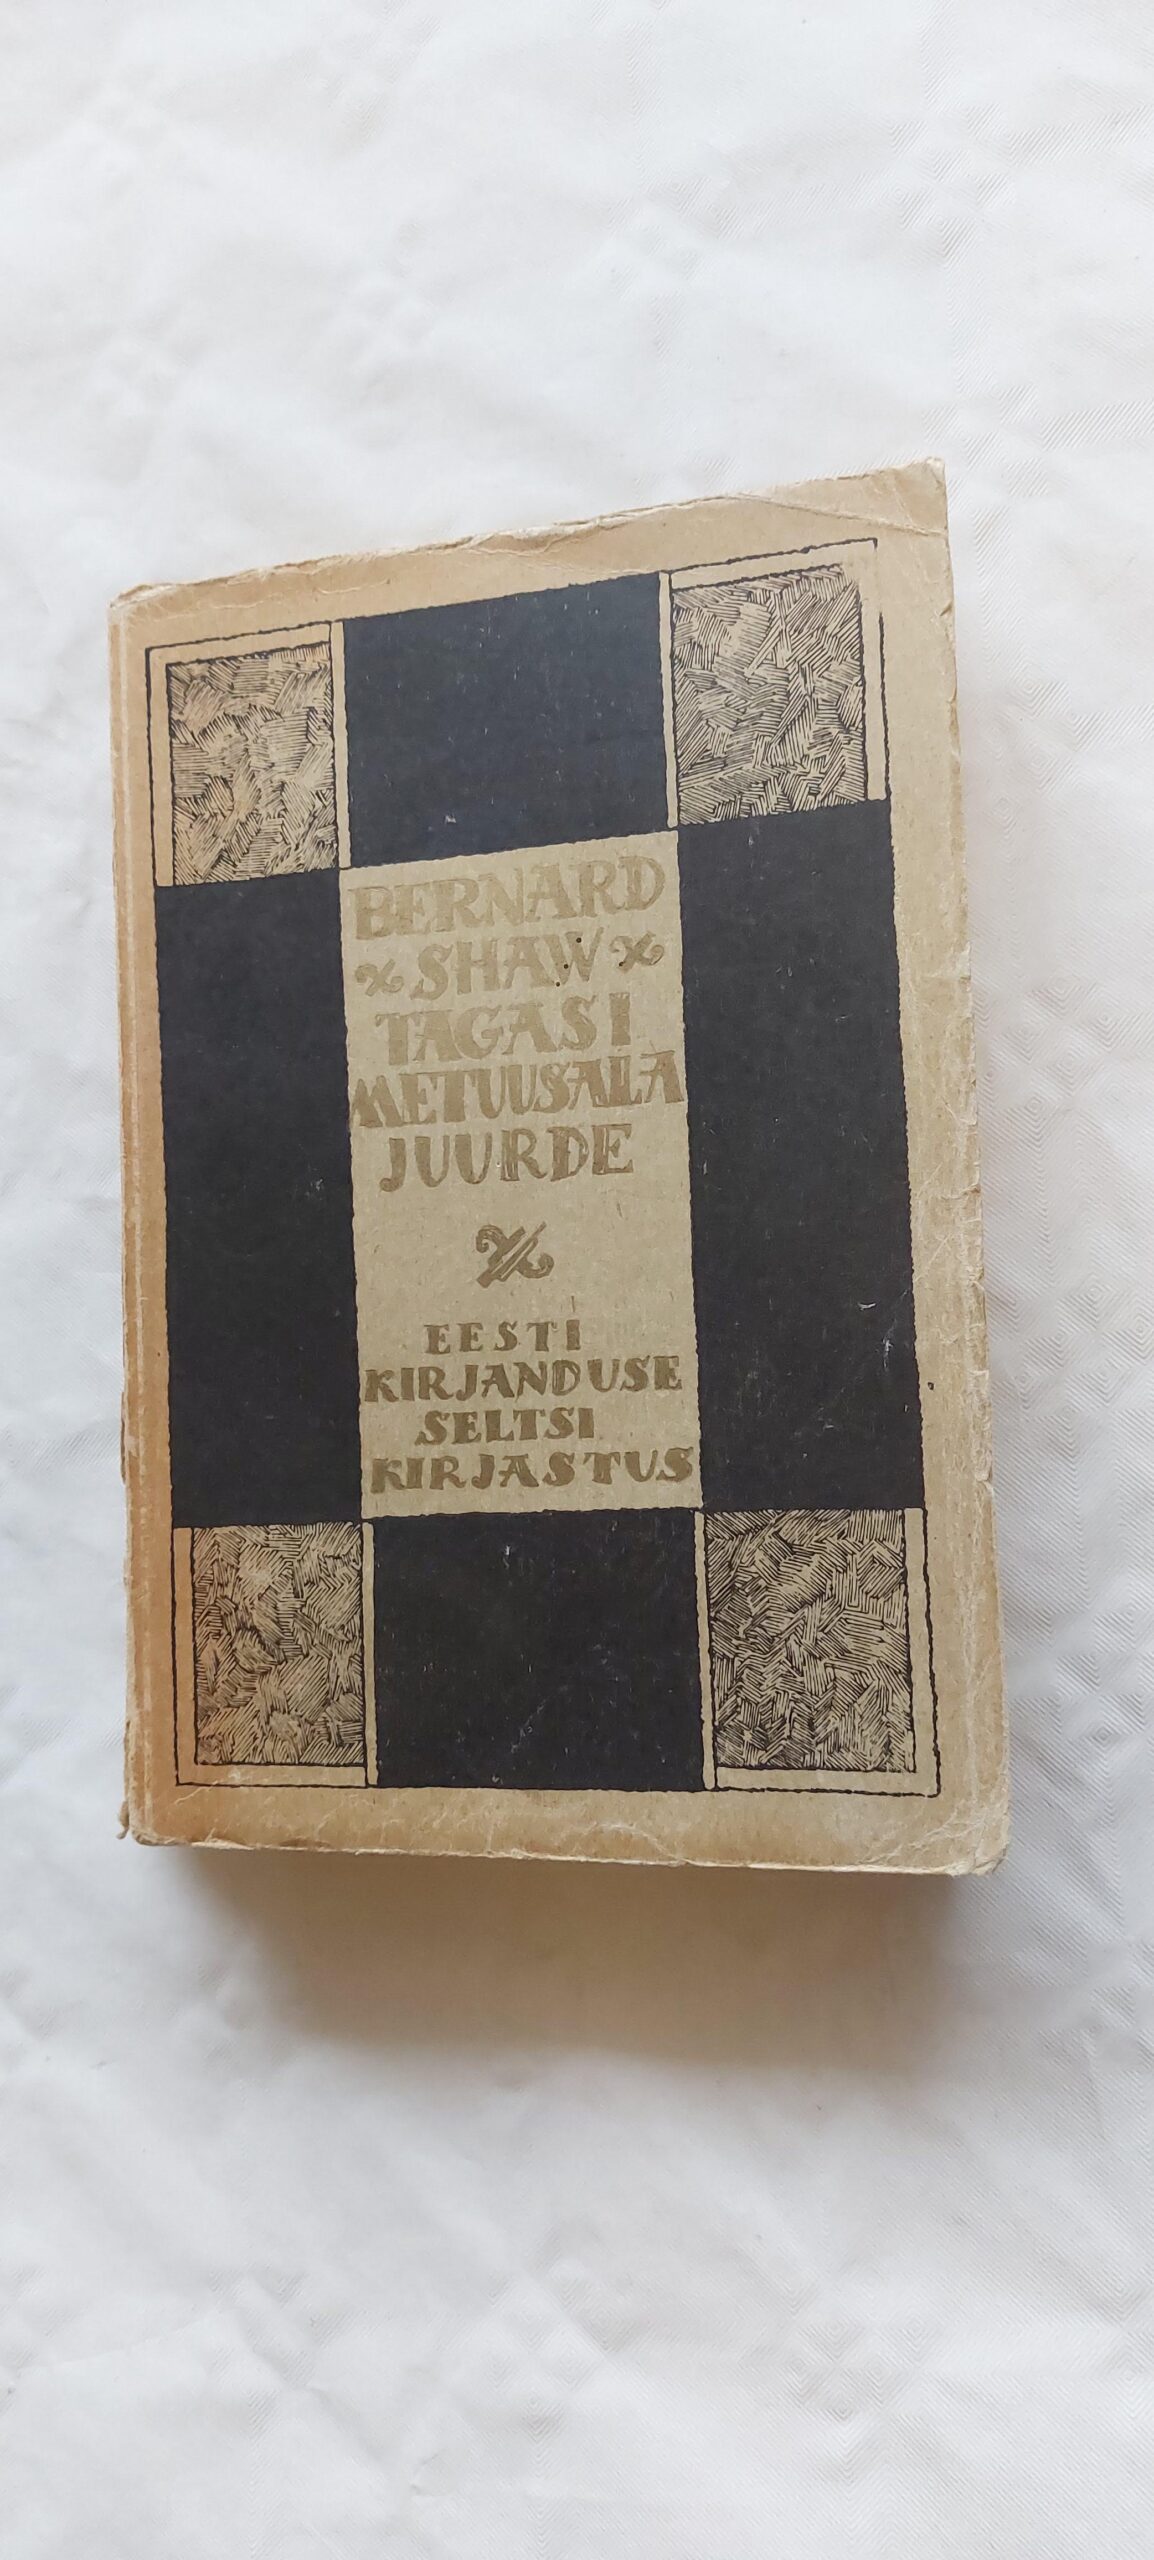 BERNARD
SHAW
TAGASI
METUUSALA
JUURDE
EESTI
KIRJANDUSE
SELTSI
KIRJASTUS